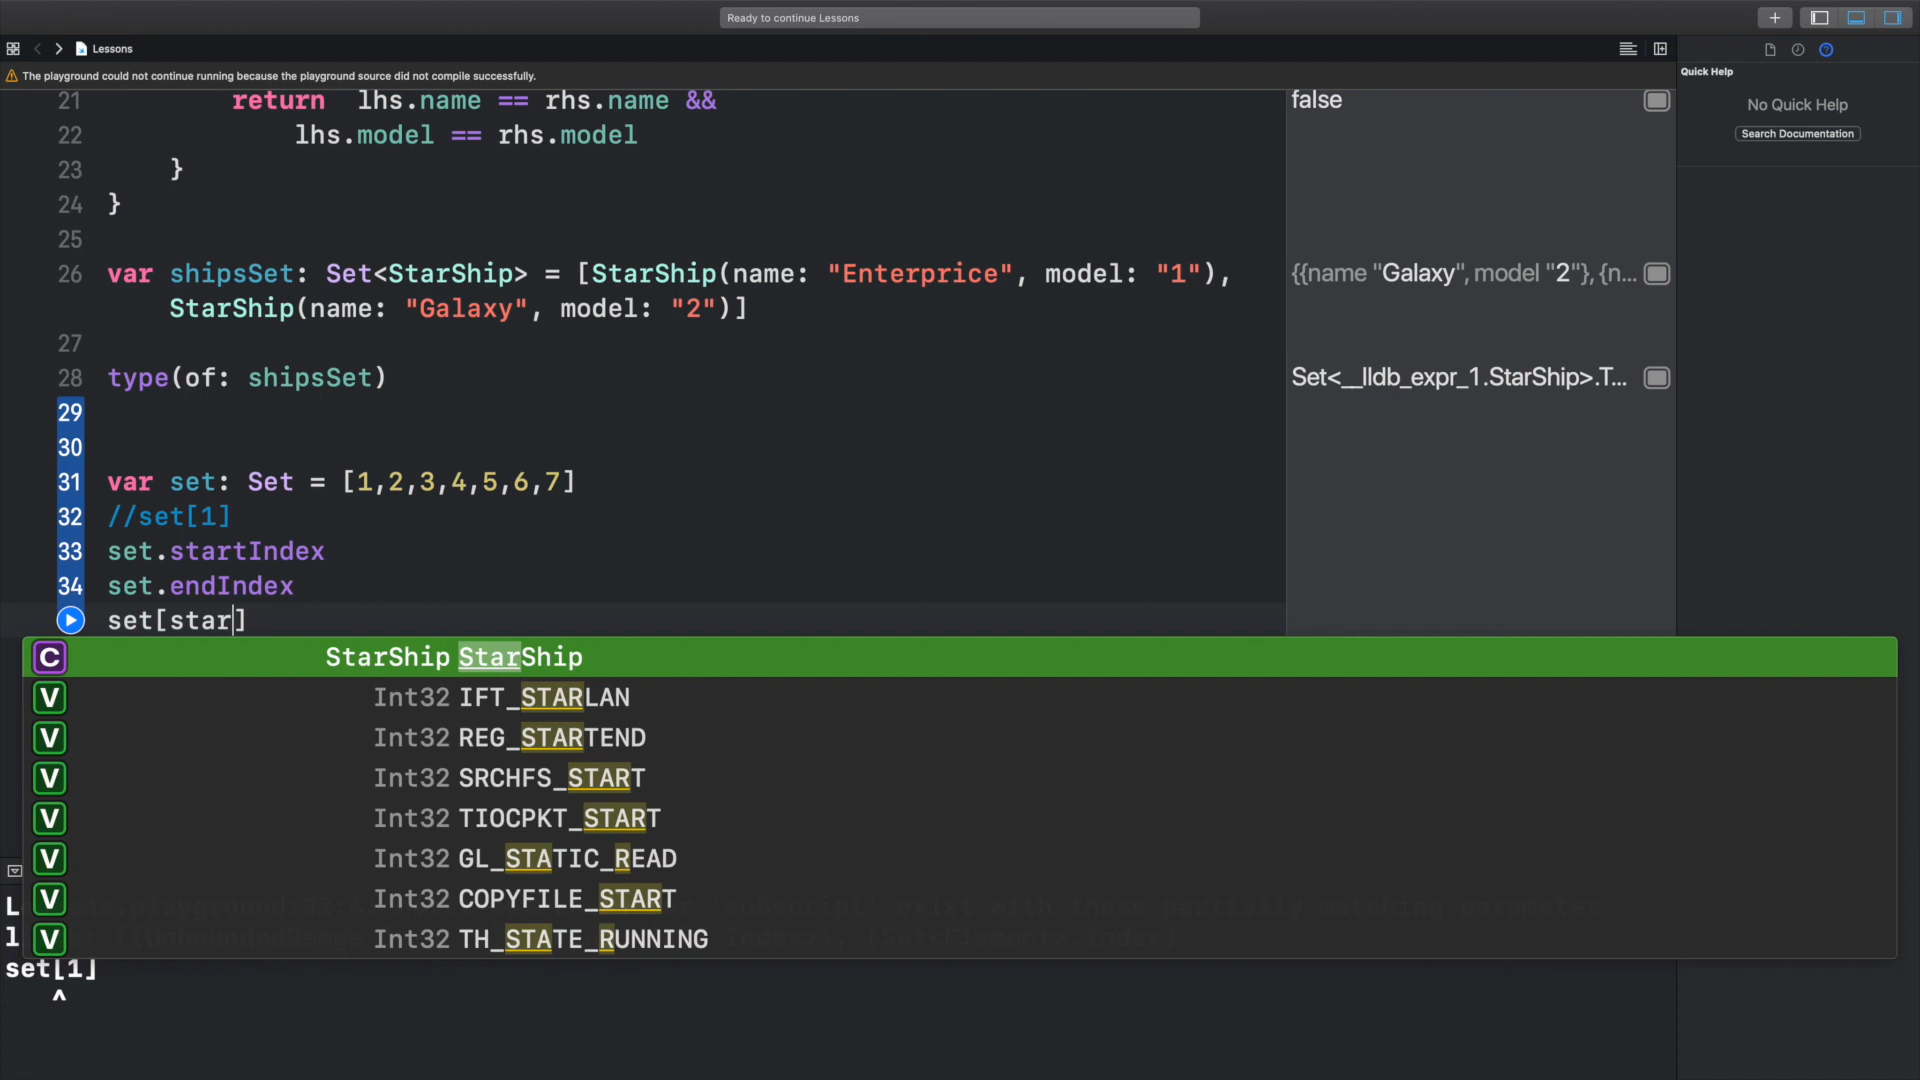 Ready to continue Lessons
Lessons
The playground could not continue running because the playground source did not compile successfully.
Quick Help
No Quick Help
Search Documentation
21 return lhs.name == rhs.name &&
false
22 lhs.model == rhs.model
23 }
24 }
25
26 var shipsSet: Set<StarShip> = [StarShip(name: "Enterprice", model: "1"),
{{name "Galaxy", model "2"}, {n...
StarShip(name: "Galaxy", model: "2")]
27
28 type(of: shipsSet)
Set<__lldb_expr_1.StarShip>.T...
29
30
31 var set: Set = [1,2,3,4,5,6,7]
32 //set[1]
33 set.startIndex
34 set.endIndex
set[star]
C StarShip StarShip
V Int32 IFT_STARLAN
V Int32 REG_STARTEND
V Int32 SRCHFS_START
V Int32 TIOCPKT_START
V Int32 GL_STATIC_READ
V Int32 COPYFILE_START
V Int32 TH_STATE_RUNNING
set[1]
^